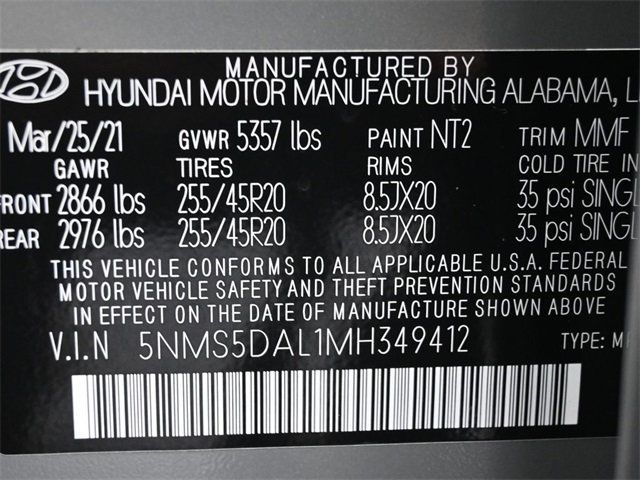 MANUFACTURED BY
HYUNDAI MOTOR MANUFACTURING ALABAMA,
Mar/25/21 GVWR 5357 lbs PAINT NT2 TRIM MMF
GAWR TIRES RIMS COLD TIRE
FRONT 2866 lbs 255/45R20 8.5JX20 35 psi
REAR 2976 lbs 255/45R20 8.5JX20 35 psi
THIS VEHICLE CONFORMS TO ALL APPLICABLE U.S.A. FEDERAL
MOTOR VEHICLE SAFETY AND THEFT PREVENTION STANDARDS
IN EFFECT ON THE DATE OF MANUFACTURE SHOWN ABOVE
V.I.N 5NMS5DAL1MH349412 TYPE: